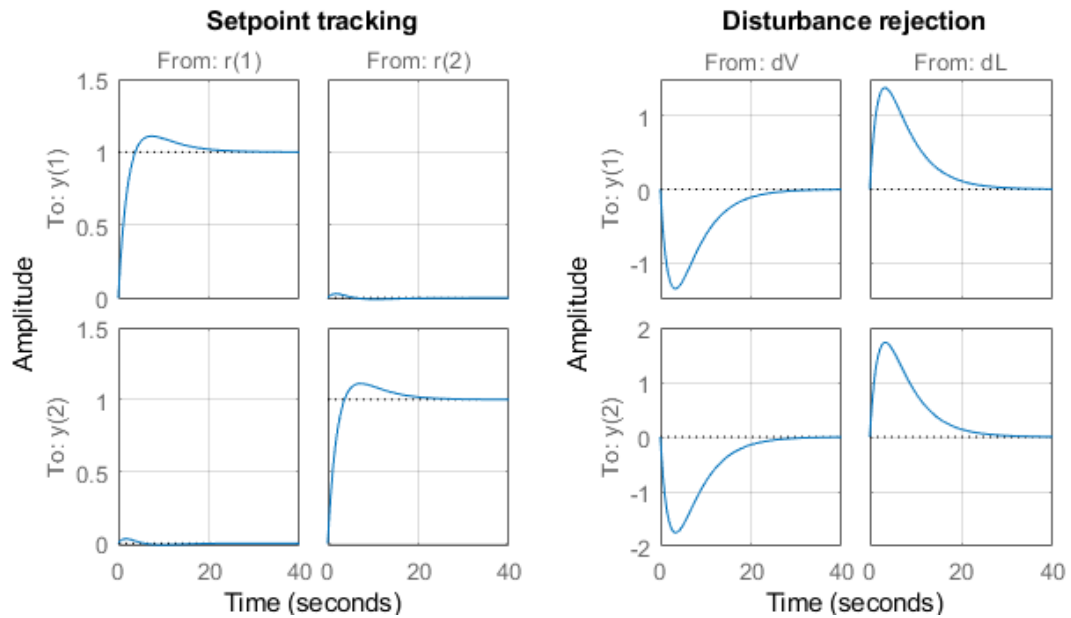 Setpoint tracking
From: r(1)
From: r(2)
Amplitude
To: y(1)
1.5
1
0.5
0
To: y(2)
1.5
1
0.5
0
0
20
40
0
20
40
Time (seconds)
Disturbance rejection
From: dV
From: dL
Amplitude
To: y(1)
1
0
-1
To: y(2)
2
1
0
-1
-2
0
20
40
0
20
40
Time (seconds)